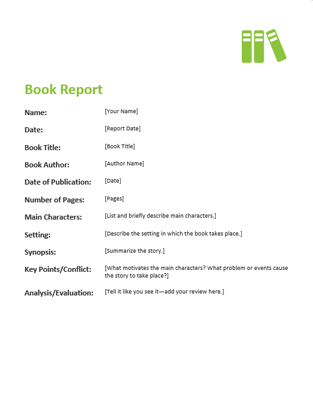 Book Report
Name: [Your Name]
Date: [Report Date]
Book Title: [Book Title]
Book Author: [Author Name]
Date of Publication: [Date]
Number of Pages: [Pages]
Main Characters: [List and briefly describe main characters.]
Setting: [Describe the setting in which the book takes place.]
Synopsis: [Summarize the story.]
Key Points/Conflict: [What motivates the main characters? What problem or events cause
the story to take place?]
Analysis/Evaluation: [Tell it like you see it—add your review here.]